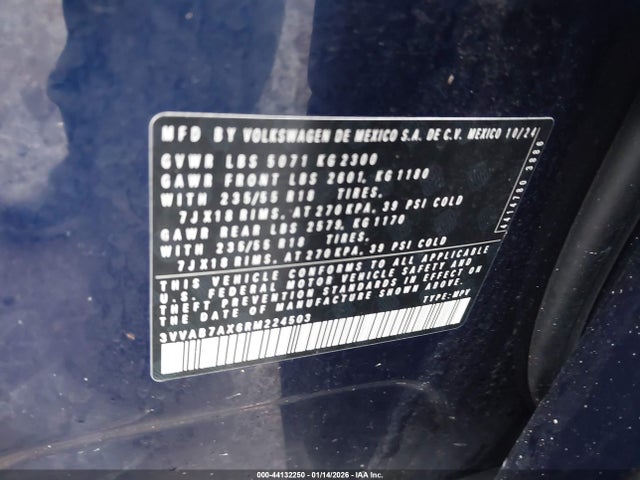 MFD BY VOLKSWAGEN DE MEXICO S.A. DE C.V. MEXICO 10/24
GVWR LBS 5071 KG 2300
GAWR FRONT LBS 2601, KG 1180
WITH 235/55 R18 TIRES.
7JX18 RIMS. AT 270 KPA. 39 PSI COLD
GAWR REAR LBS 2579, KG 1170
WITH 235/55 R18 TIRES.
7JX18 RIMS. AT 270 KPA. 39 PSI COLD
THIS VEHICLE CONFORMS TO ALL APPLICABLE
U.S. FEDERAL MOTOR VEHICLE SAFETY AND
THEFT PREVENTION STANDARDS IN EFFECT ON
THE DATE OF MANUFACTURE SHOWN ABOVE.
3VVAB7AX6RM224503 TYPE: MPV
4414780 3986
000-44132250 - 01/14/2026 - IAA Inc.